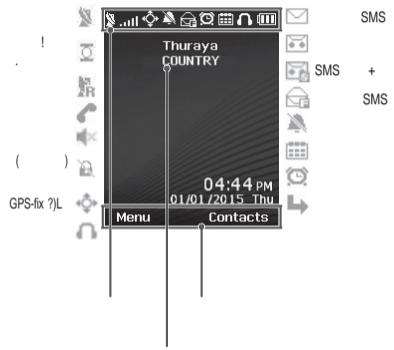 SMS
!
.
Thuraya
COUNTRY
R
SMS +
SMS
( )
04:44 PM
01/01/2015 Thu
GPS-fix ?)L
Menu Contacts